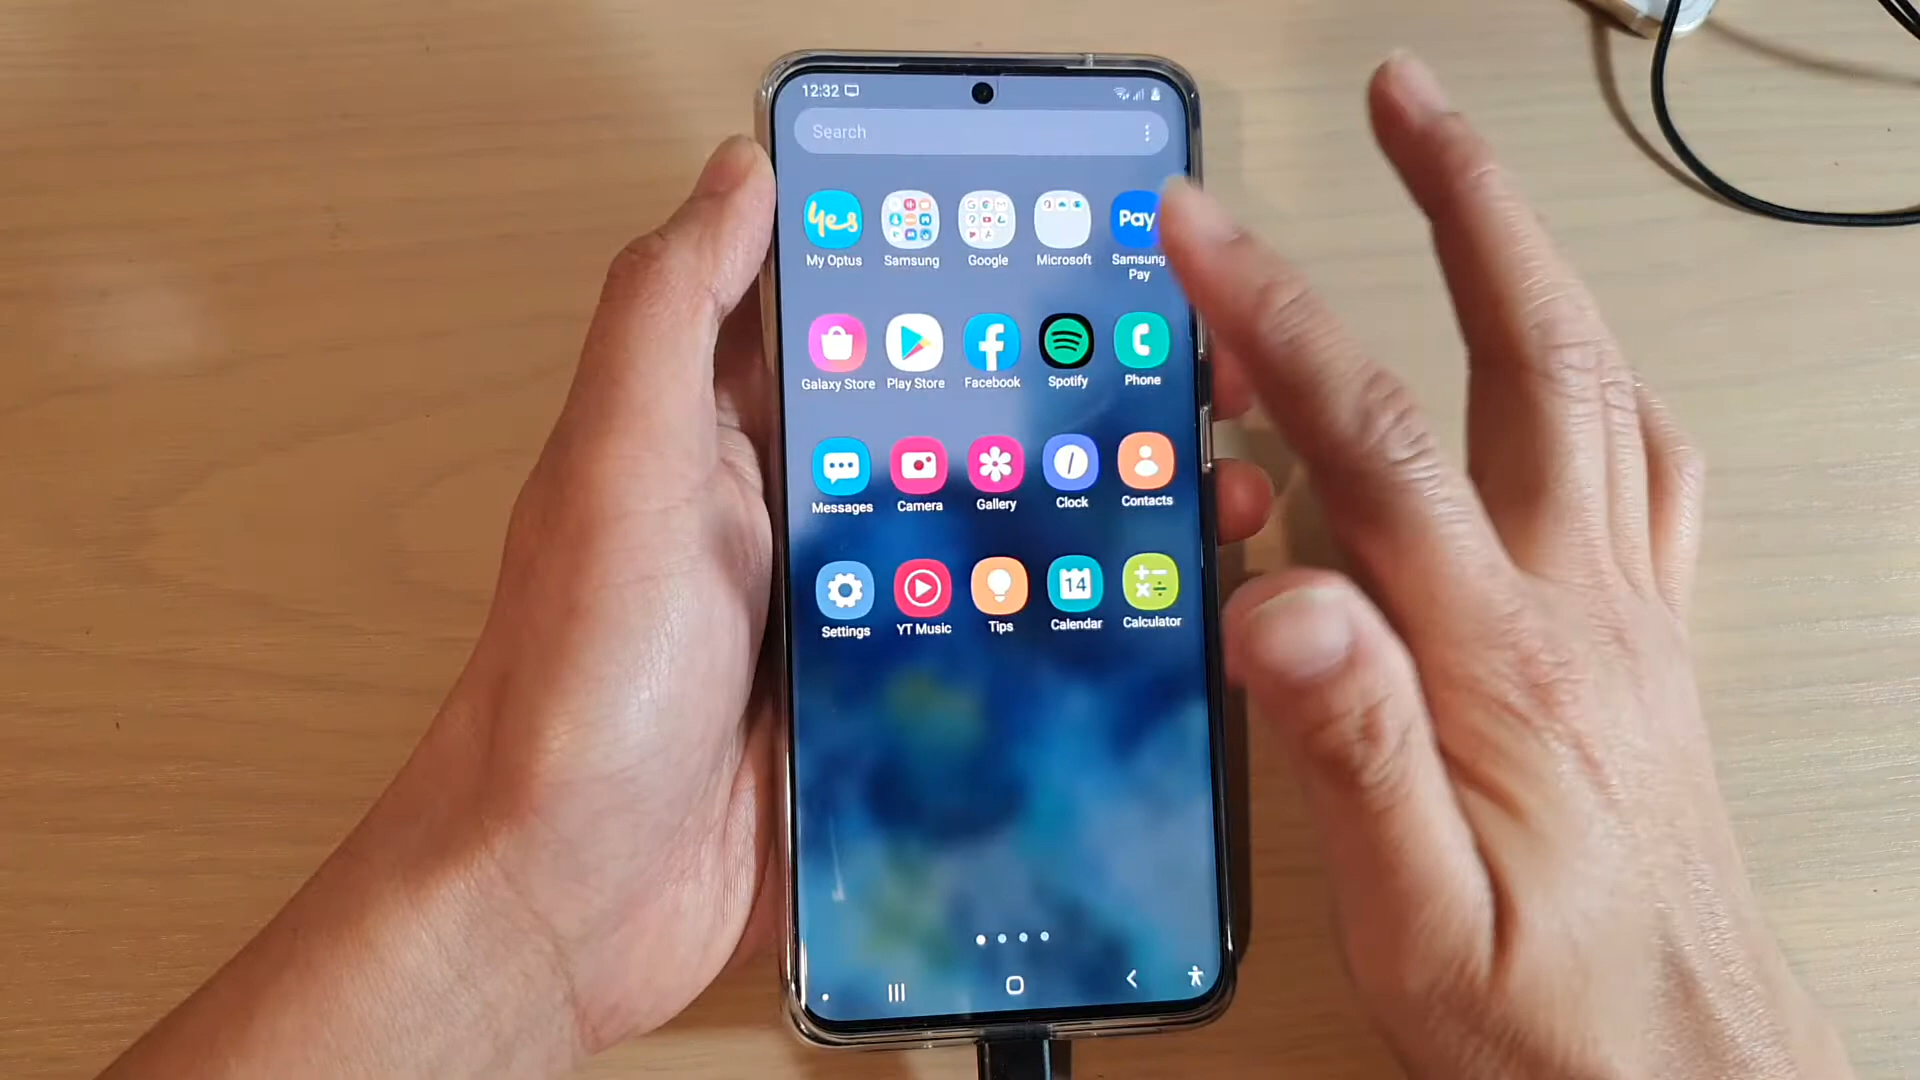 12:32
Search
yes
Pay
My Optus
Samsung
Google
Microsoft
Samsung
Pay
Galaxy Store
Play Store
Facebook
Spotify
Phone
Messages
Camera
Gallery
Clock
Contacts
14
Settings
YT Music
Tips
Calendar
Calculator